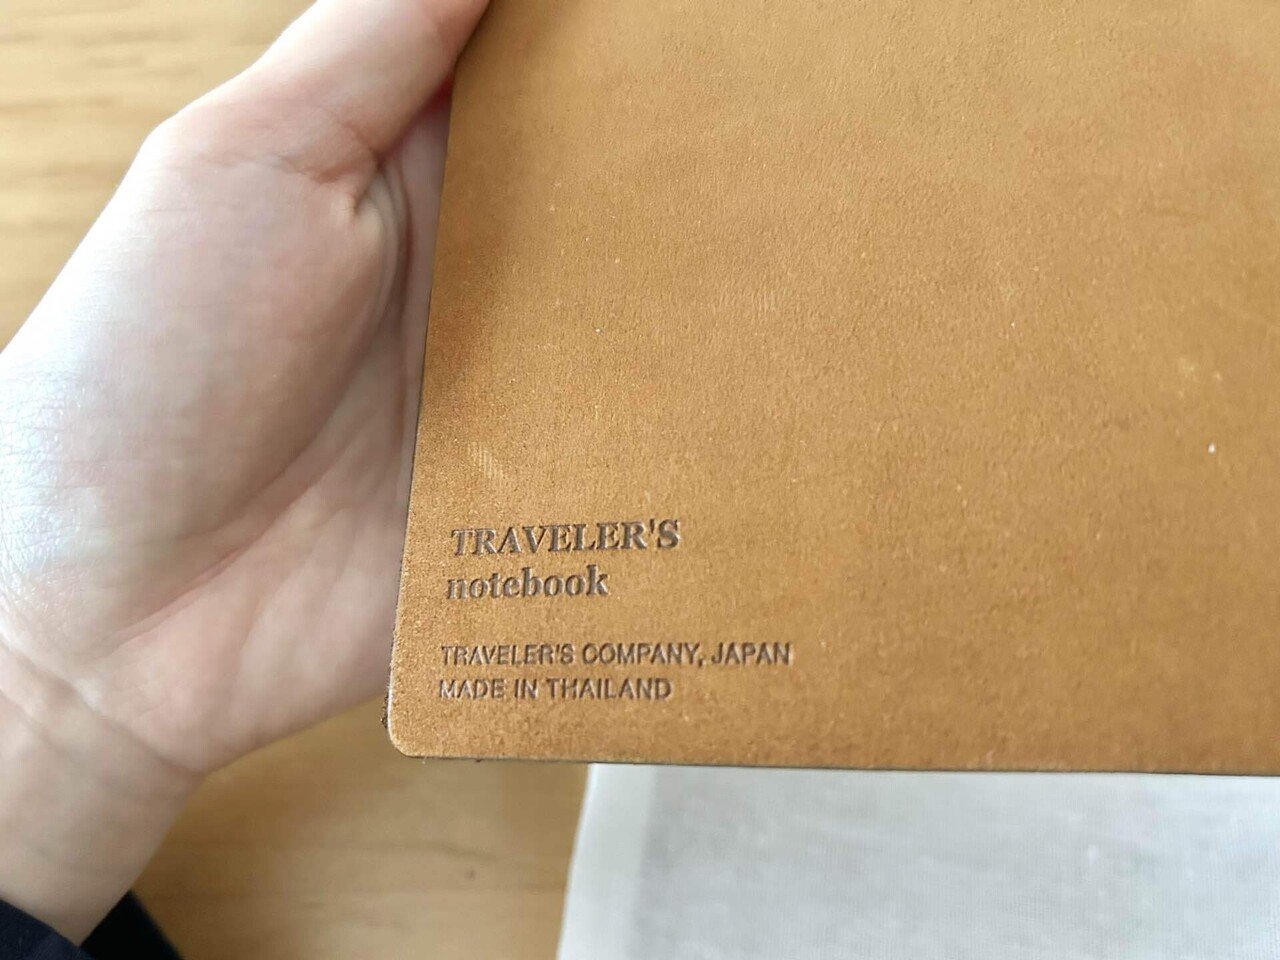 TRAVELER'S
notebook
TRAVELER'S COMPANY, JAPAN
MADE IN THAILAND